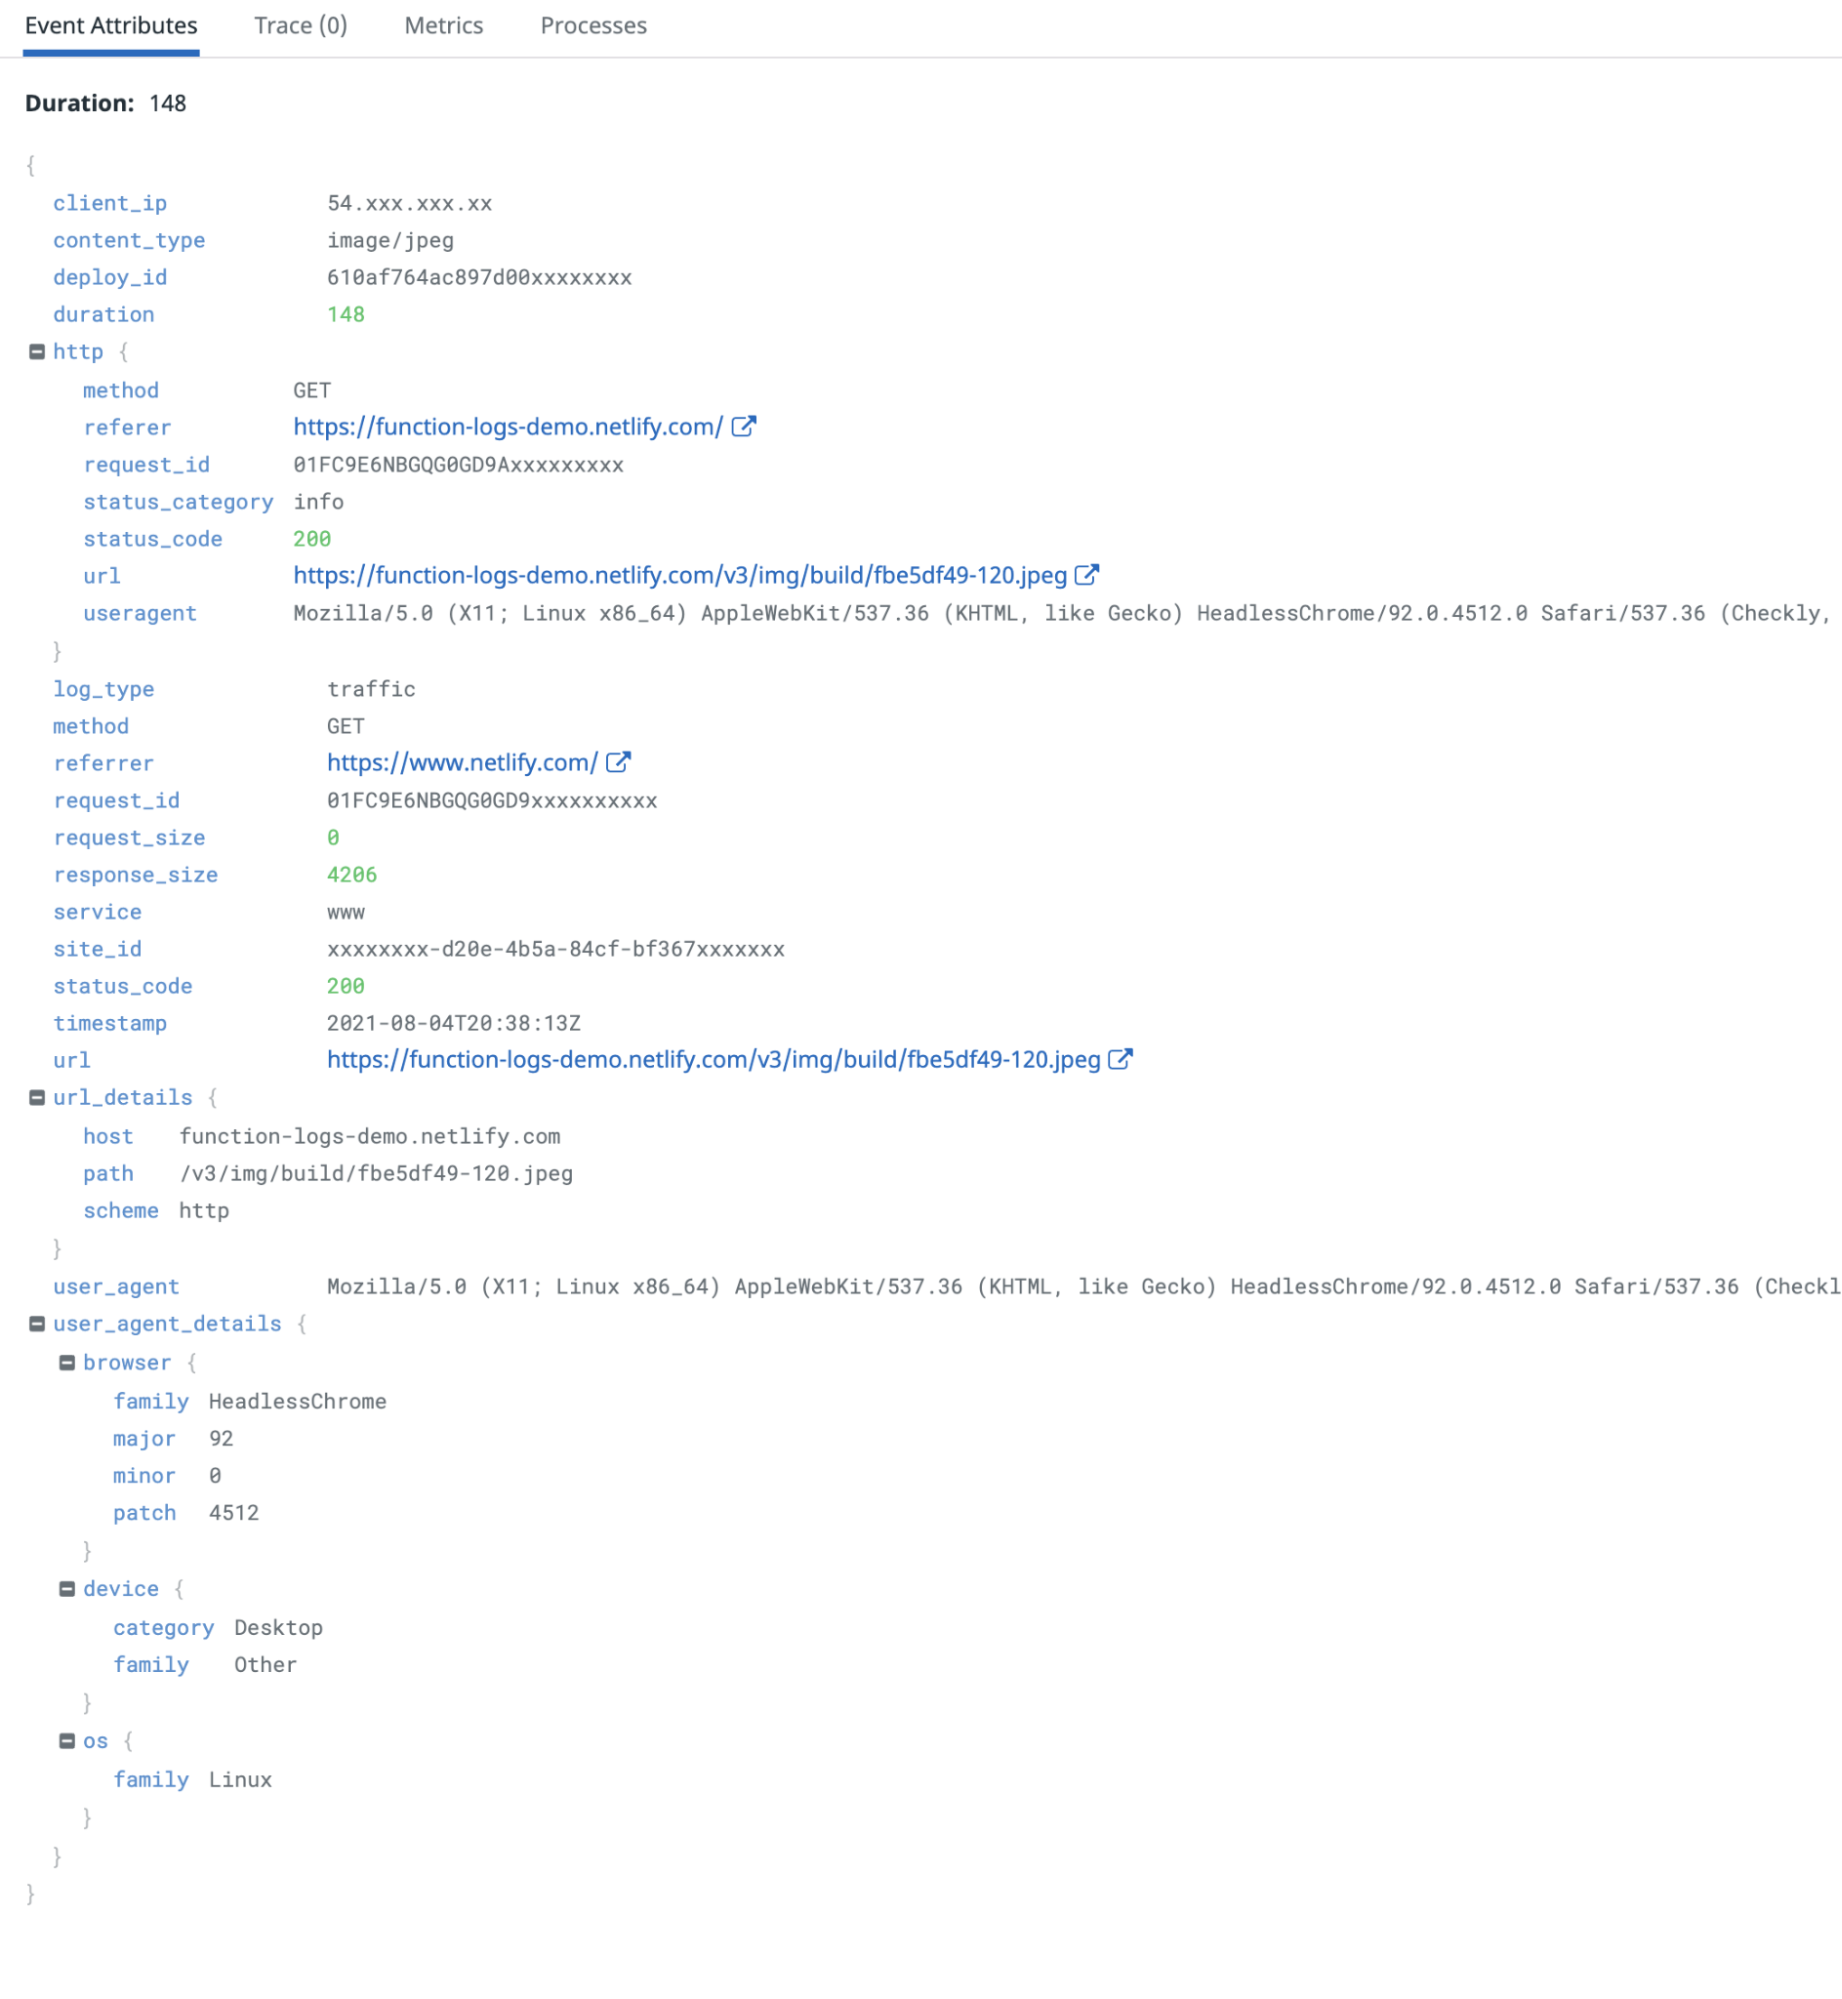 Event Attributes Trace (0) Metrics Processes
Duration: 148
{
client_ip 54.xxx.xxx.xx
content_type image/jpeg
deploy_id 610af764ac897d00xxxxxxxx
duration 148
http {
method GET
referer https://function-logs-demo.netlify.com/
request_id 01FC9E6NBGQG0GD9Axxxxxxxxx
status_category info
status_code 200
url https://function-logs-demo.netlify.com/v3/img/build/fbe5df49-120.jpeg
useragent Mozilla/5.0 (X11; Linux x86_64) AppleWebKit/537.36 (KHTML, like Gecko) HeadlessChrome/92.0.4512.0 Safari/537.36 (Checkly,
}
log_type traffic
method GET
referrer https://www.netlify.com/
request_id 01FC9E6NBGQG0GD9xxxxxxxxxx
request_size 0
response_size 4206
service www
site_id xxxxxxxx-d20e-4b5a-84cf-bf367xxxxxxx
status_code 200
timestamp 2021-08-04T20:38:13Z
url https://function-logs-demo.netlify.com/v3/img/build/fbe5df49-120.jpeg
url_details {
host function-logs-demo.netlify.com
path /v3/img/build/fbe5df49-120.jpeg
scheme http
}
user_agent Mozilla/5.0 (X11; Linux x86_64) AppleWebKit/537.36 (KHTML, like Gecko) HeadlessChrome/92.0.4512.0 Safari/537.36 (Checkl
user_agent_details {
browser {
family HeadlessChrome
major 92
minor 0
patch 4512
}
device {
category Desktop
family Other
}
os {
family Linux
}
}
}